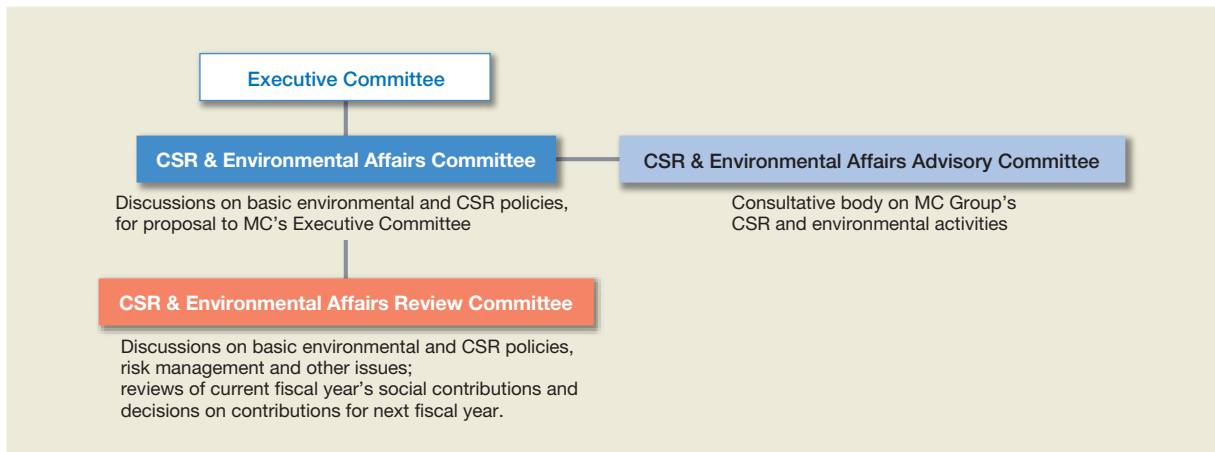 Executive Committee
CSR & Environmental Affairs Committee
Discussions on basic environmental and CSR policies,
for proposal to MC’s Executive Committee
CSR & Environmental Affairs Advisory Committee
Consultative body on MC Group’s
CSR and environmental activities
CSR & Environmental Affairs Review Committee
Discussions on basic environmental and CSR policies,
risk management and other issues;
reviews of current fiscal year’s social contributions and
decisions on contributions for next fiscal year.